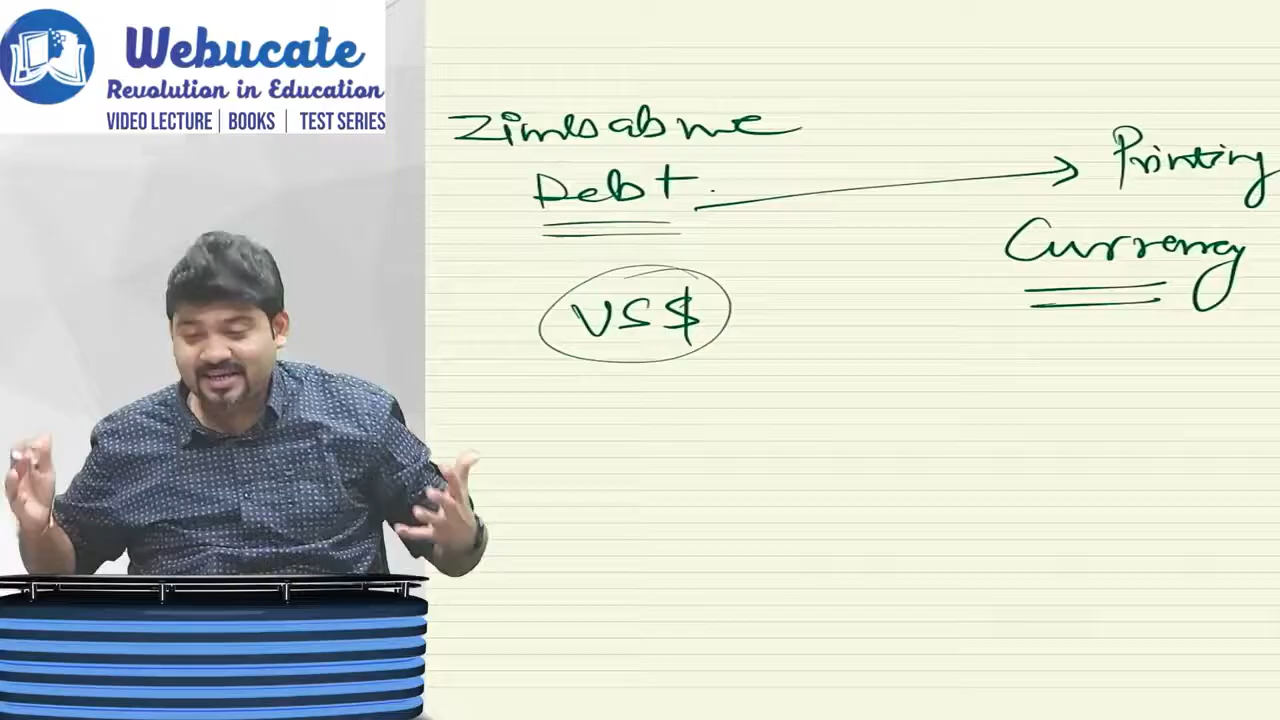 Webucate
Revolution in Education
VIDEO LECTURE | BOOKS | TEST SERIES
Zimbabwe
Debt
Printing
Currency
US $